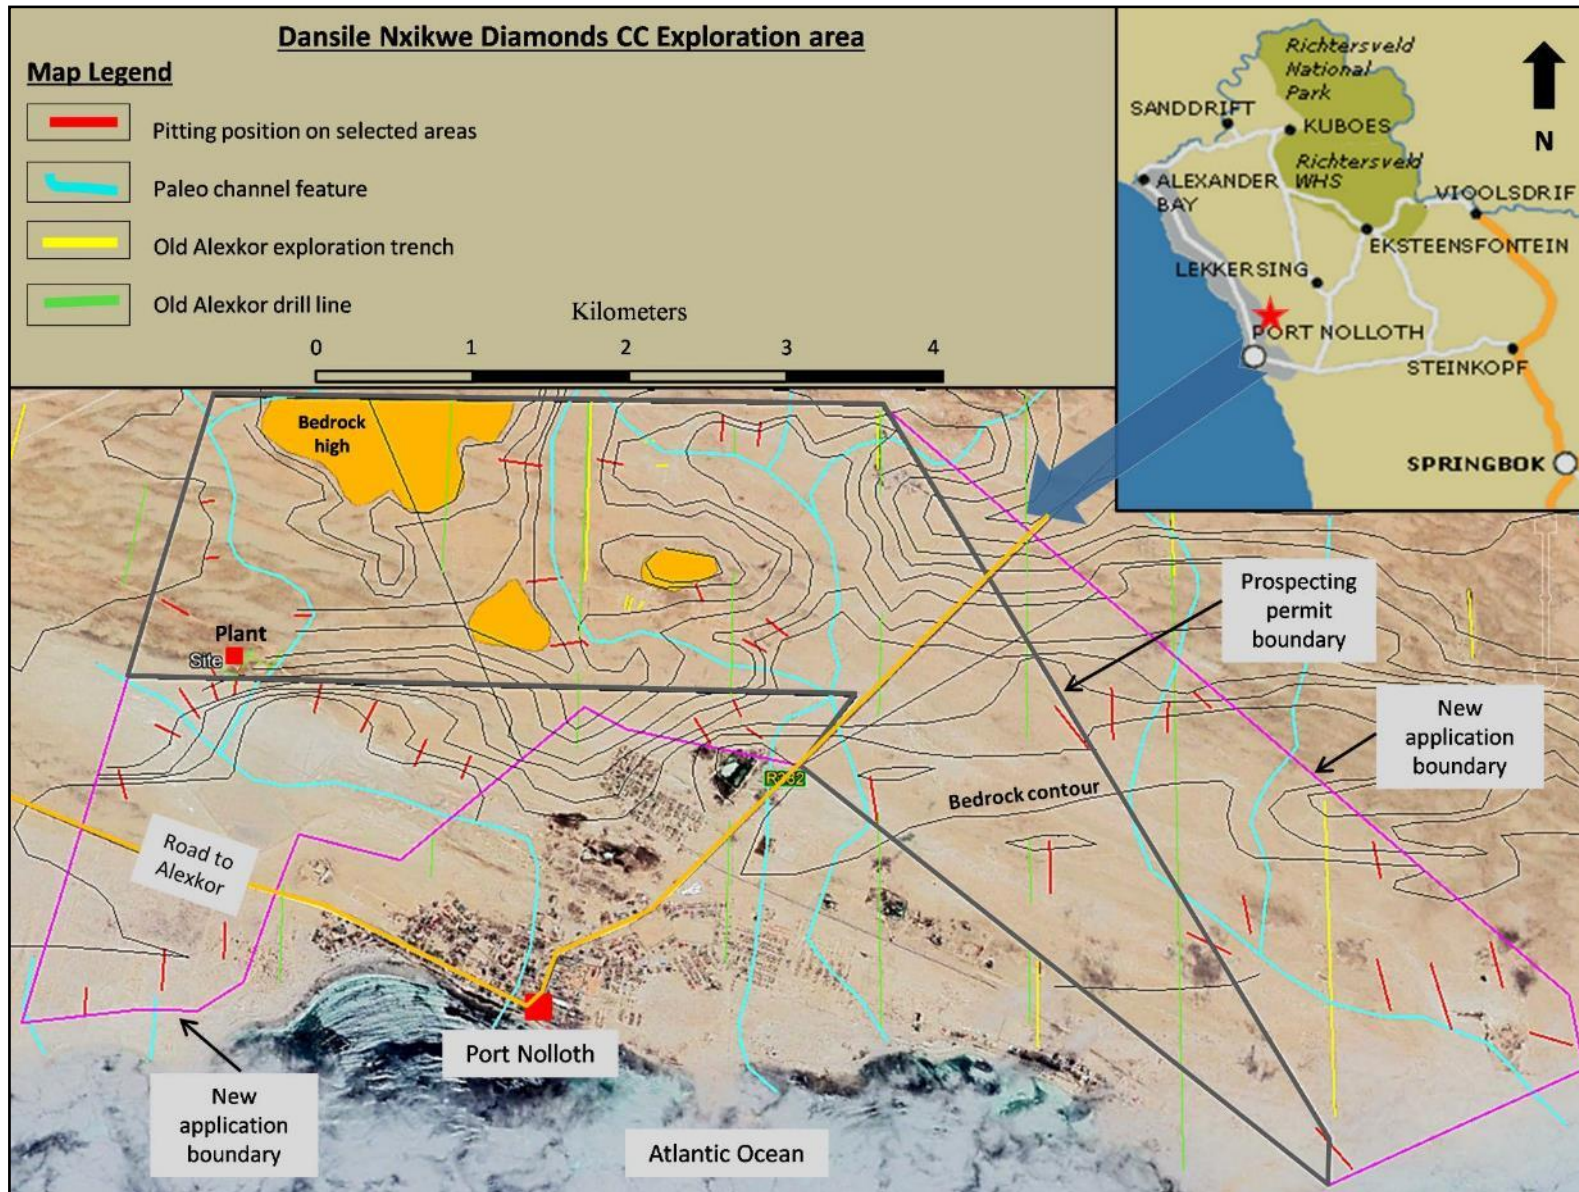 Dansile Nxikwe Diamonds CC Exploration area
Map Legend
Pitting position on selected areas
Paleo channel feature
Old Alexkor exploration trench
Old Alexkor drill line
Kilometers
0 1 2 3 4
Richtersveld
National
Park
SANDDRIFT
KUBOES
N
Richtersveld
WHS
ALEXANDER
BAY
VIOOLSDRIF
EKSTEENSFONTEIN
LEKKERSING
PORT NOLLOTH
STEINKOPF
SPRINGBOK
Bedrock
high
Plant
Site
Prospecting
permit
boundary
New
application
boundary
R382
Bedrock contour
Road to
Alexkor
Port Nolloth
New
application
boundary
Atlantic Ocean